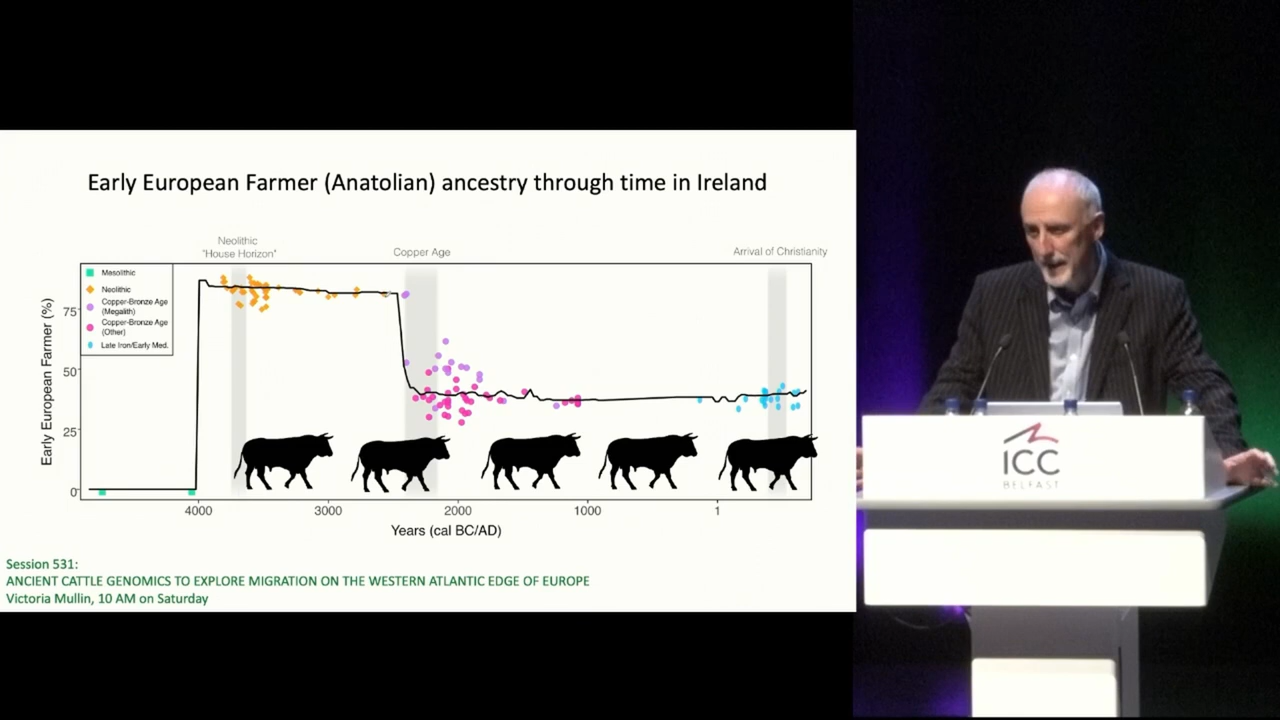 Early European Farmer (Anatolian) ancestry through time in Ireland
Neolithic
"House Horizon"
Copper Age
Arrival of Christianity
Mesolithic
Neolithic
Copper-Bronze Age
(Megalith)
Copper-Bronze Age
(Other)
Late Iron/Early Med.
Early European Farmer (%)
75
50
25
0
4000
3000
2000
1000
1
Years (cal BC/AD)
Session 531:
ANCIENT CATTLE GENOMICS TO EXPLORE MIGRATION ON THE WESTERN ATLANTIC EDGE OF EUROPE
Victoria Mullin, 10 AM on Saturday
ICC
BELFAST